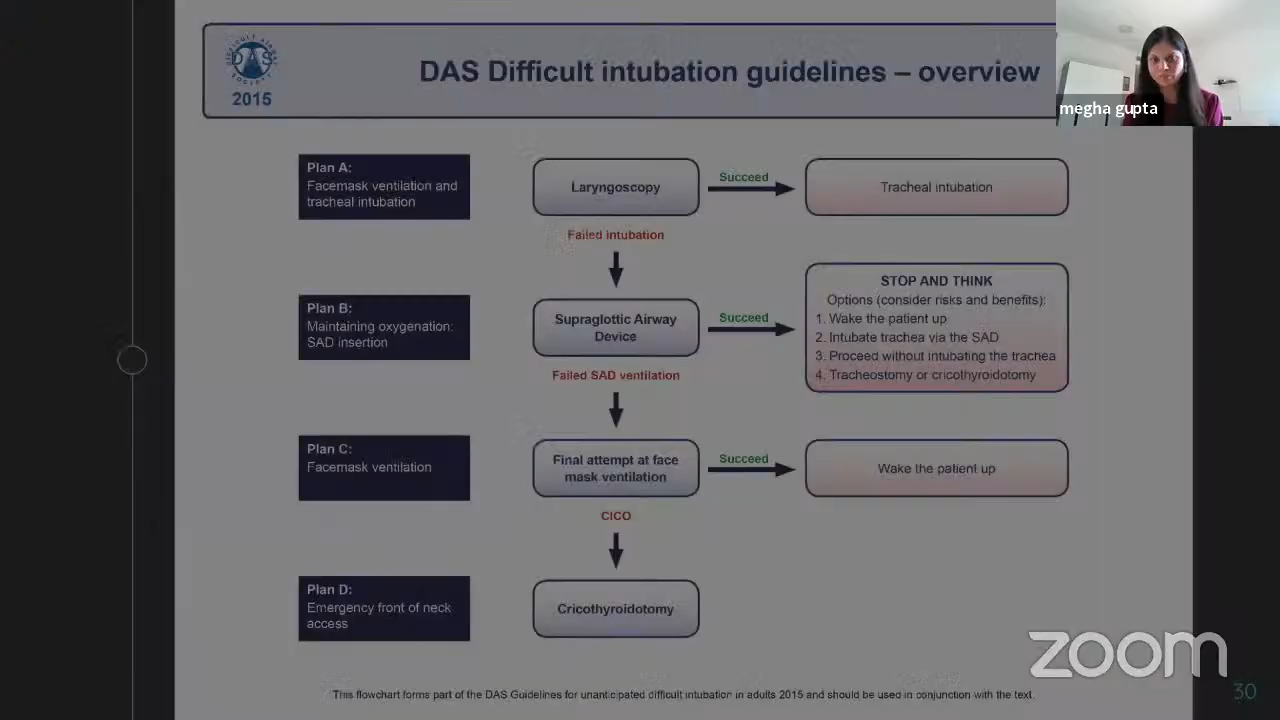 DAS
2015
DAS Difficult intubation guidelines – overview
megha gupta
Plan A:
Facemask ventilation and
tracheal intubation
Laryngoscopy
Succeed
Tracheal intubation
Failed intubation
Plan B:
Maintaining oxygenation:
SAD insertion
Supraglottic Airway
Device
Succeed
STOP AND THINK
Options (consider risks and benefits):
1. Wake the patient up
2. Intubate trachea via the SAD
3. Proceed without intubating the trachea
4. Tracheostomy or cricothyroidotomy
Failed SAD ventilation
Plan C:
Facemask ventilation
Final attempt at face
mask ventilation
Succeed
Wake the patient up
CICO
Plan D:
Emergency front of neck
access
Cricothyroidotomy
This flowchart forms part of the DAS Guidelines for unanticipated difficult intubation in adults 2015 and should be used in conjunction with the text.
zoom
30